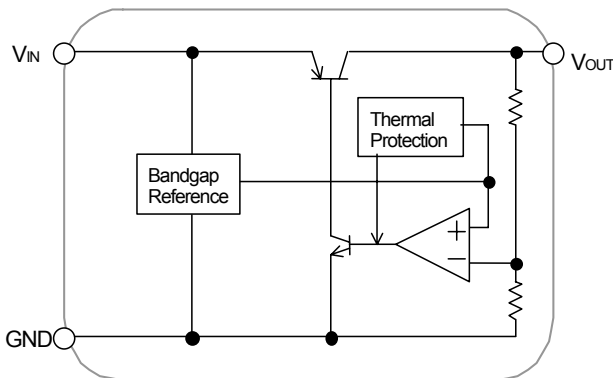 VIN
VOUT
Thermal
Protection
Bandgap
Reference
+
−
GND